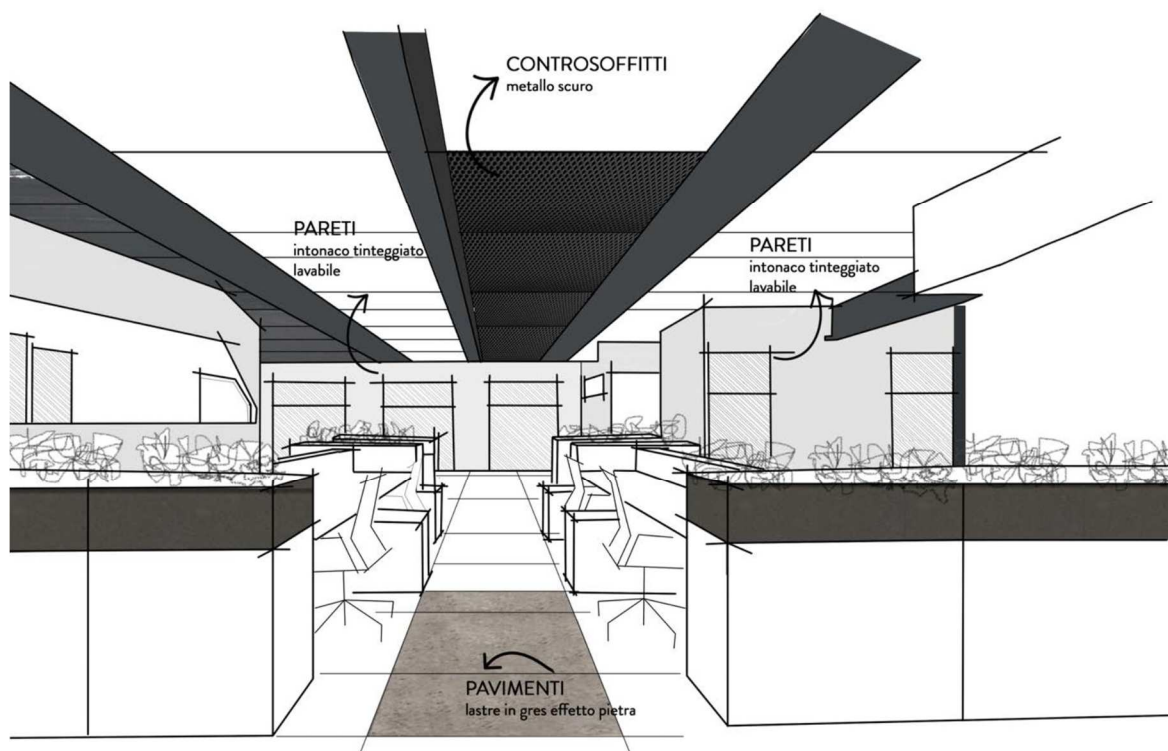 CONTROSOFFITTI
metallo scuro
PARETI
intonaco tinteggiato
lavabile
PARETI
intonaco tinteggiato
lavabile
PAVIMENTI
lastre in gres effetto pietra